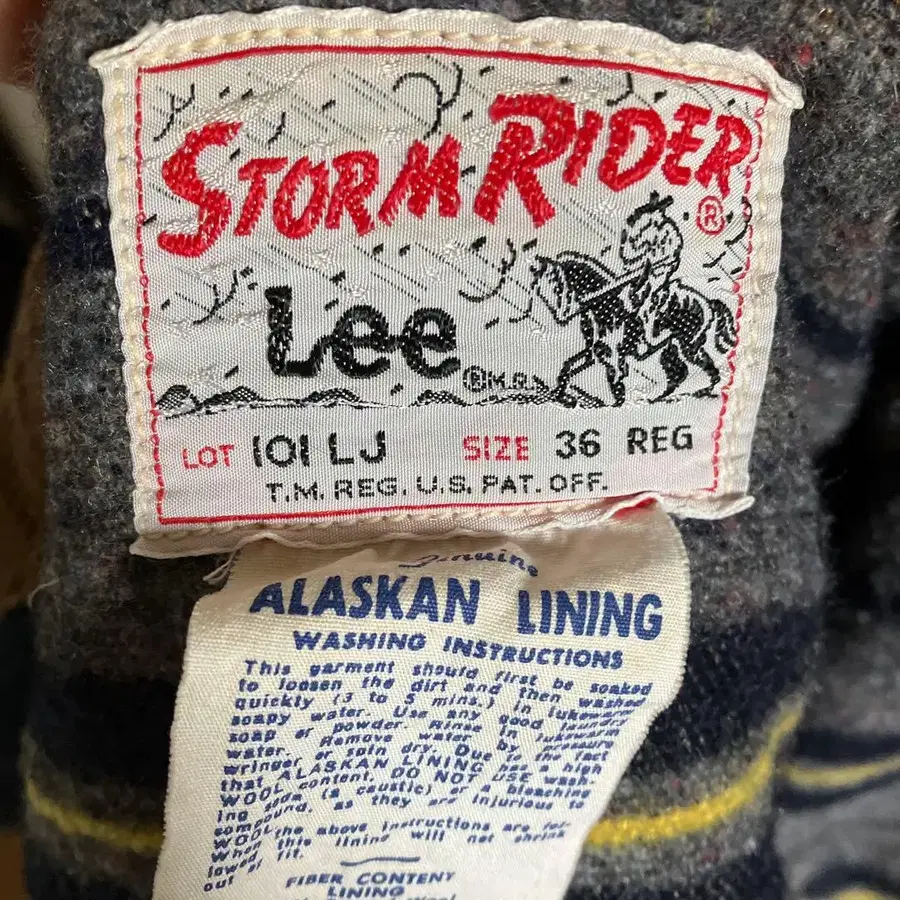 STORM RIDER ®
Lee ® M.R.
LOT 101 LJ SIZE 36 REG
T.M. REG. U.S. PAT. OFF.
Genuine
ALASKAN LINING
WASHING INSTRUCTIONS
This garment should first be soaked
to loosen the dirt and then washed
quickly (3 to 5 mins.) in lukewarm
soapy water. Use any good laundry
soap or powder. Rinse in lukewarm
water. Remove water by pressure
wringer or spin dry. Due to the fact
that ALASKAN LINING has a high
WOOL content, DO NOT USE wash-
ing soda (a caustic) or a bleaching
compound, as they are injurious to
WOOL.
When the above instructions are fol-
lowed this lining will not shrink
out of fit.
FIBER CONTENT
LINING